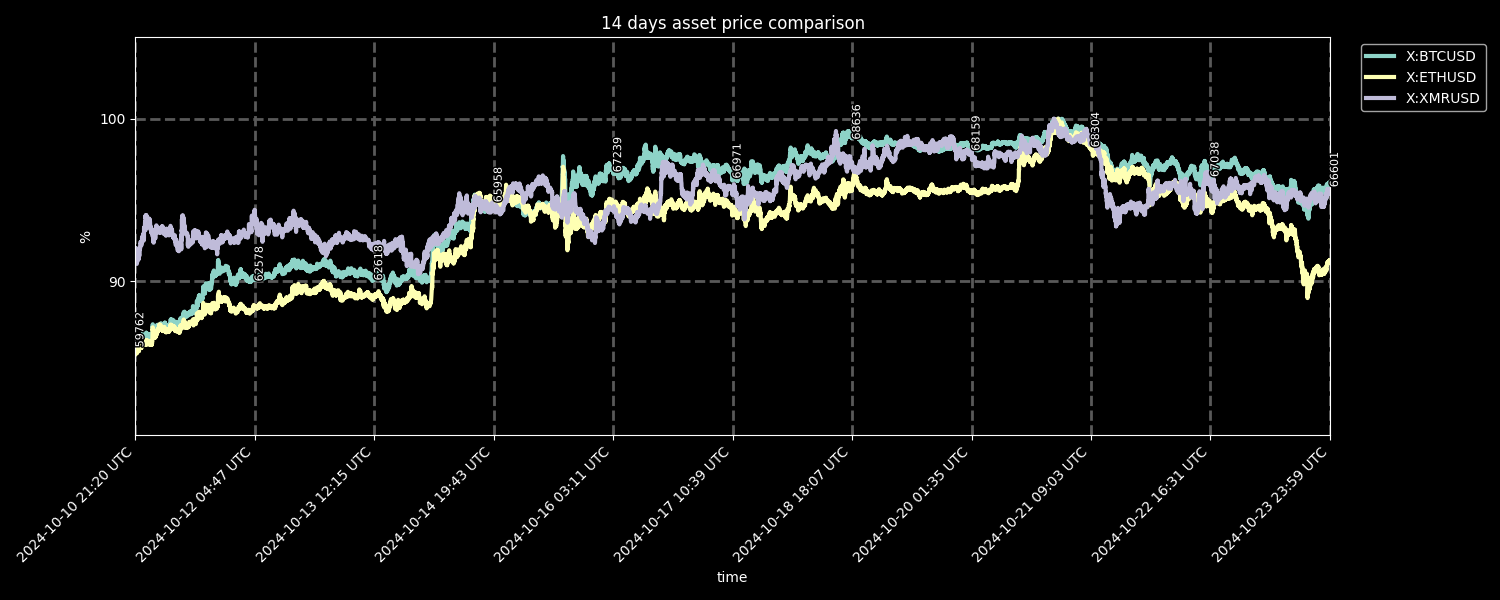 14 days asset price comparison
X:BTCUSD
X:ETHUSD
X:XMRUSD
100
90
%
59762
62578
62618
65958
67239
66971
68636
68159
68304
67038
66601
2024-10-10 21:20 UTC
2024-10-12 04:47 UTC
2024-10-13 12:15 UTC
2024-10-14 19:43 UTC
2024-10-16 03:11 UTC
2024-10-17 10:39 UTC
2024-10-18 18:07 UTC
2024-10-20 01:35 UTC
2024-10-21 09:03 UTC
2024-10-22 16:31 UTC
2024-10-23 23:59 UTC
time